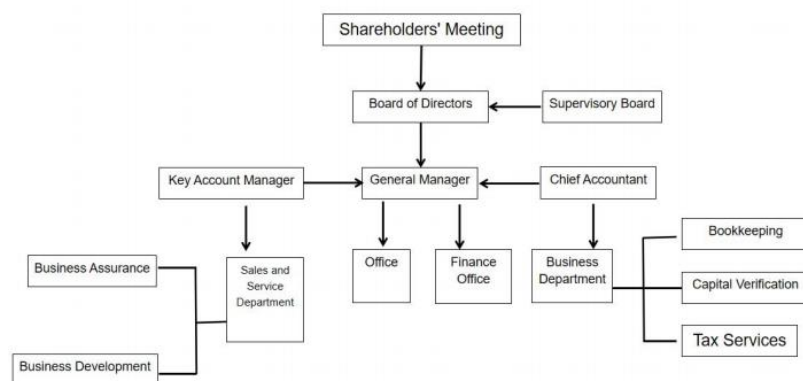 Shareholders' Meeting
Board of Directors
Supervisory Board
Key Account Manager
General Manager
Chief Accountant
Bookkeeping
Business Assurance
Sales and
Service
Department
Office
Finance
Office
Business
Department
Capital Verification
Tax Services
Business Development